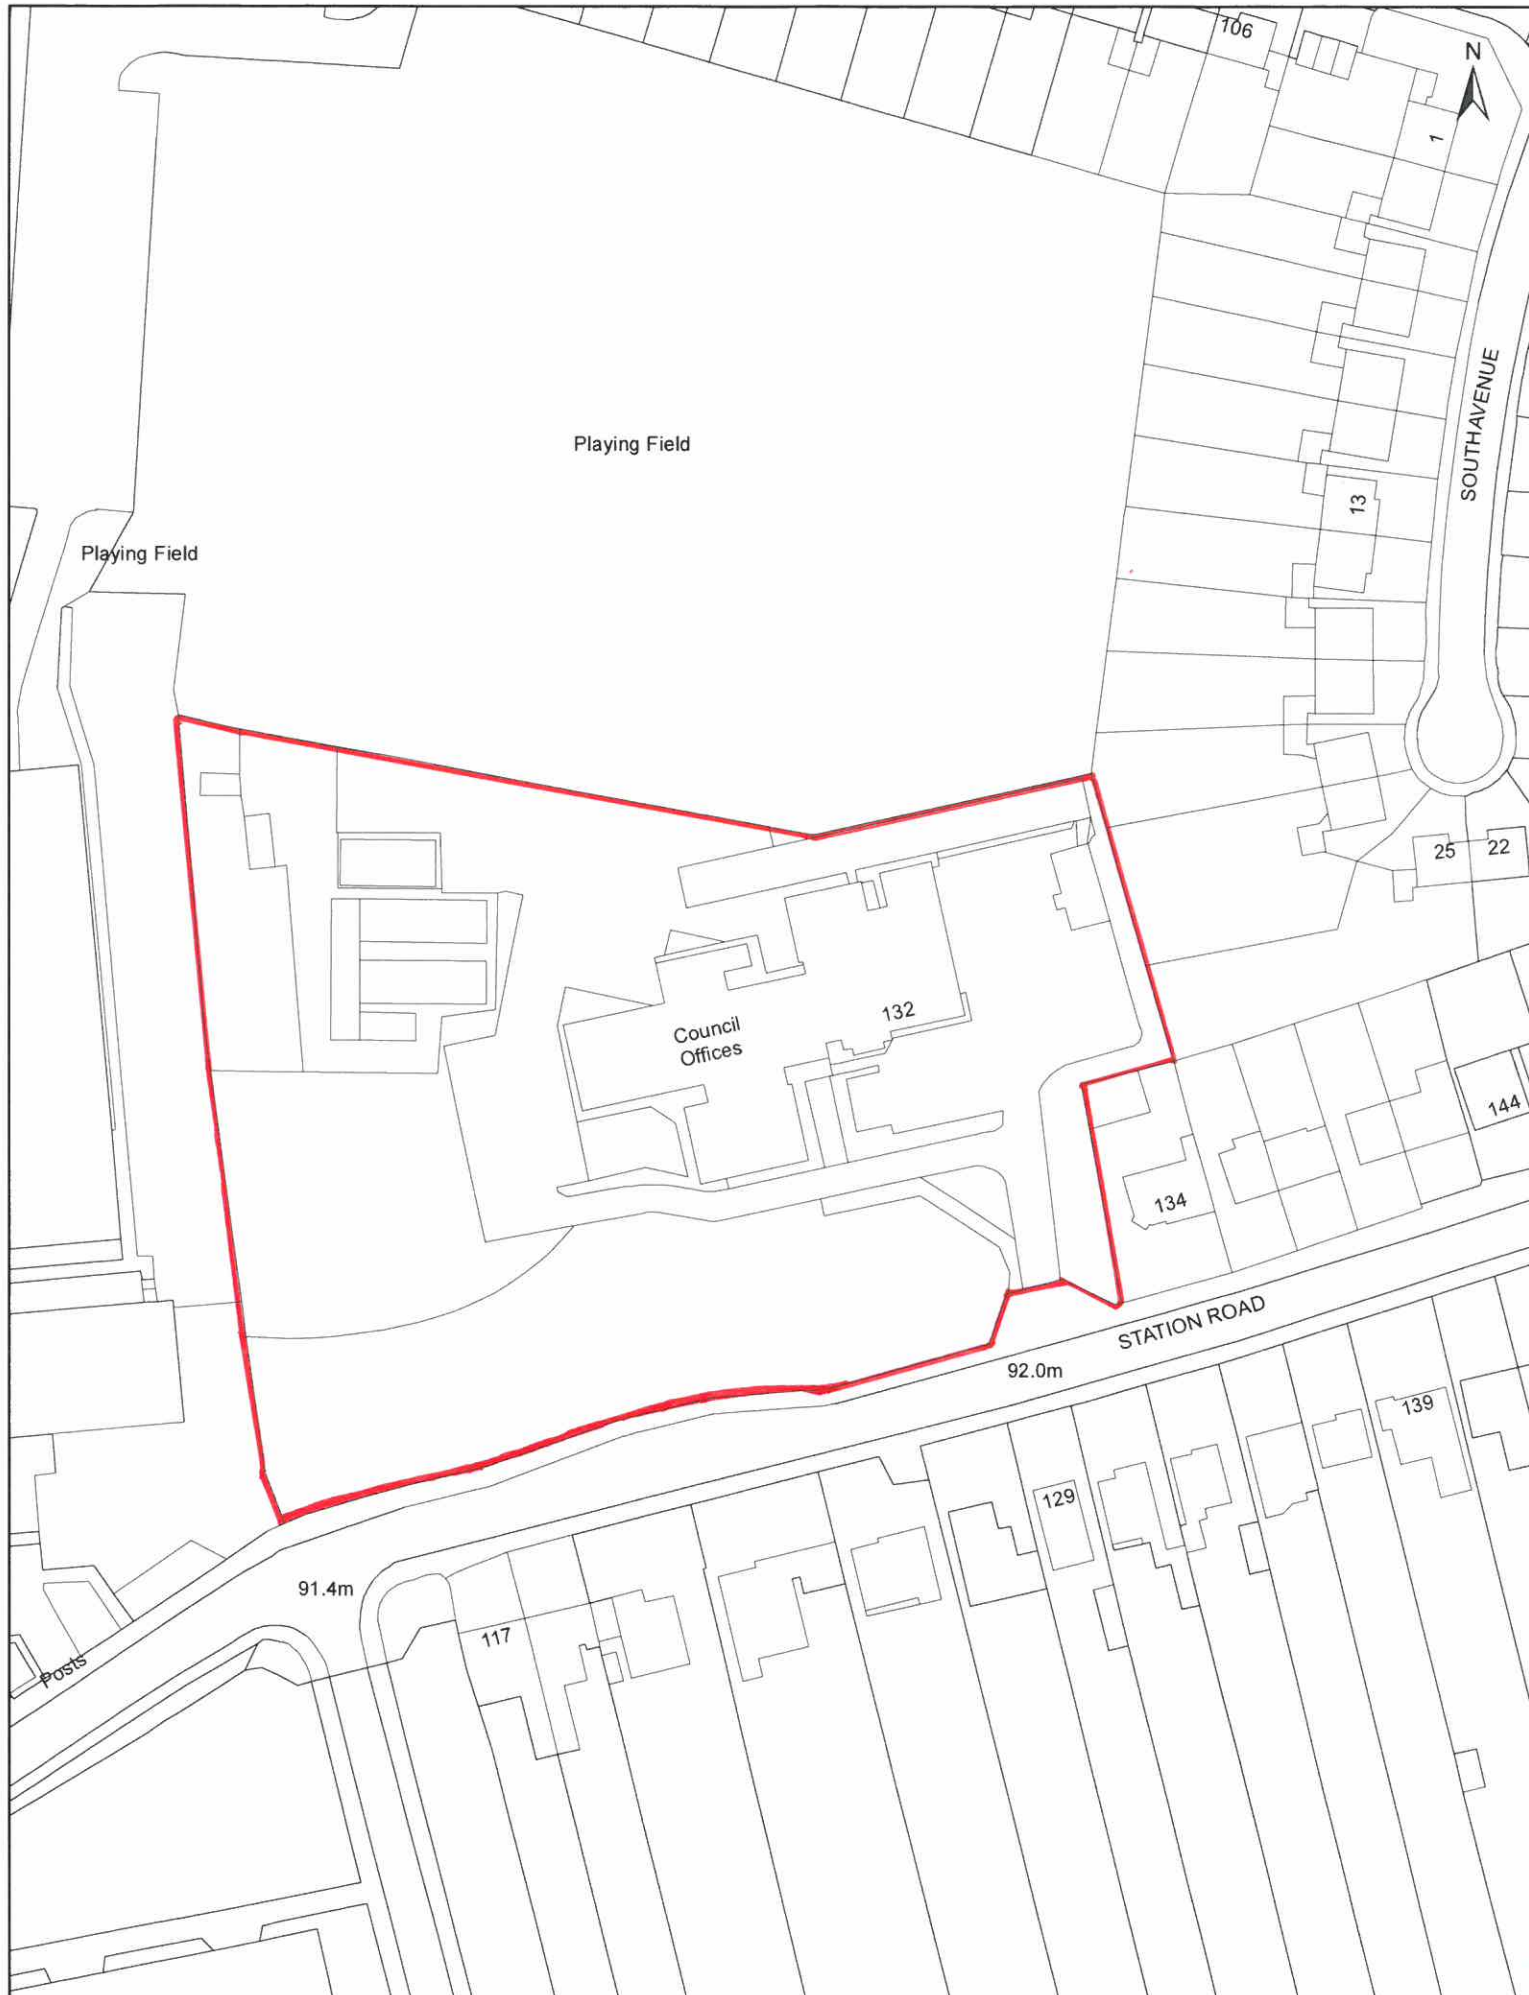 106
N
1
SOUTHAVENUE
Playing Field
13
Playing Field
25
22
132
Council
Offices
144
134
STATION ROAD
92.0m
139
129
91.4m
117
Posts